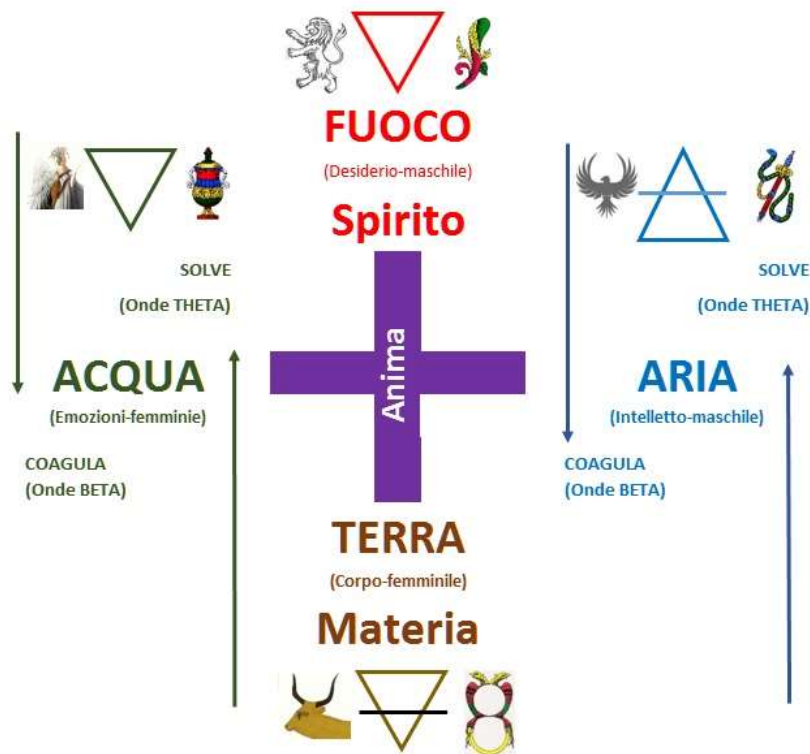 FUOCO
(Desiderio-maschile)
Spirito
SOLVE
(Onde THETA)
ACQUA
(Emozioni-femminie)
COAGULA
(Onde BETA)
Anima
SOLVE
(Onde THETA)
ARIA
(Intelletto-maschile)
COAGULA
(Onde BETA)
TERRA
(Corpo-femminile)
Materia